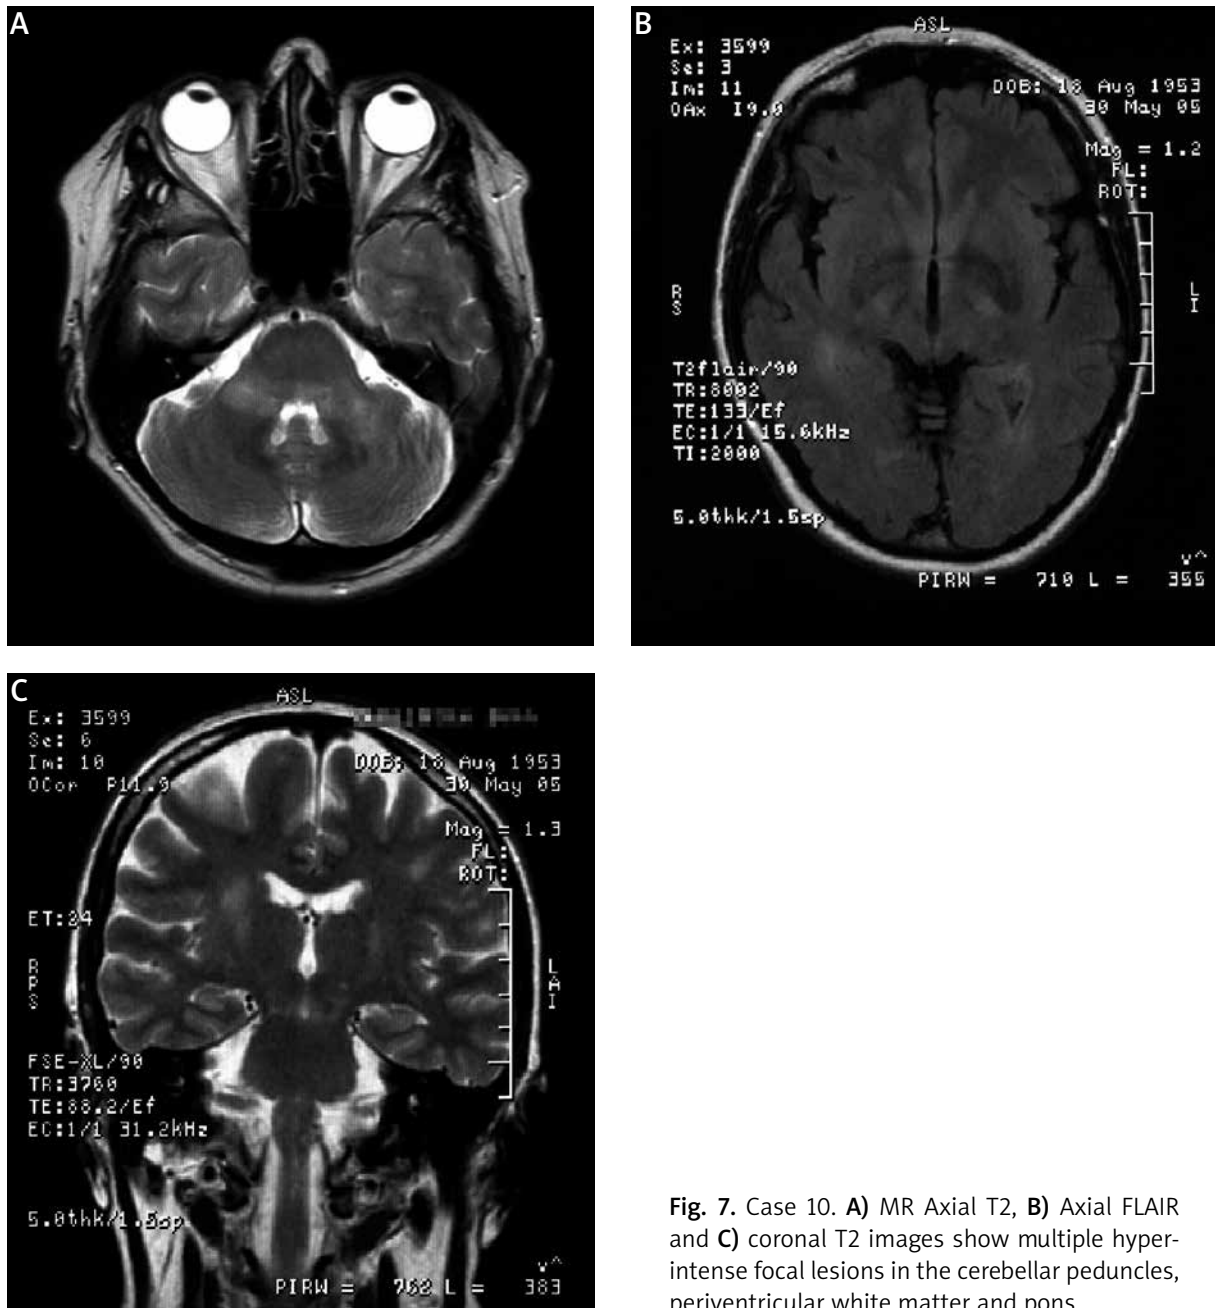 A
B
ASL
Ex: 3599
Se: 3
Im: 11
OAx I9.0
DOB: 18 Aug 1953
30 May 05
Mag = 1.2
FL:
ROT:
R
S
L
I
T2flair/90
TR:8002
TE:133/Ef
EC:1/1 15.6kHz
TI:2000
5.0thk/1.5sp
v^
PIRW = 710 L = 355
C
ASL
Ex: 3599
Se: 6
Im: 10
OCor P11.9
DOB: 18 Aug 1953
30 May 05
Mag = 1.3
FL:
ROT:
ET:24
R
R
S
L
A
I
FSE-XL/90
TR:3760
TE:88.2/Ef
EC:1/1 31.2kHz
5.0thk/1.5sp
v^
PIRW = 762 L = 383
Fig. 7. Case 10. A) MR Axial T2, B) Axial FLAIR
and C) coronal T2 images show multiple hyper-
intense focal lesions in the cerebellar peduncles,
periventricular white matter and pons